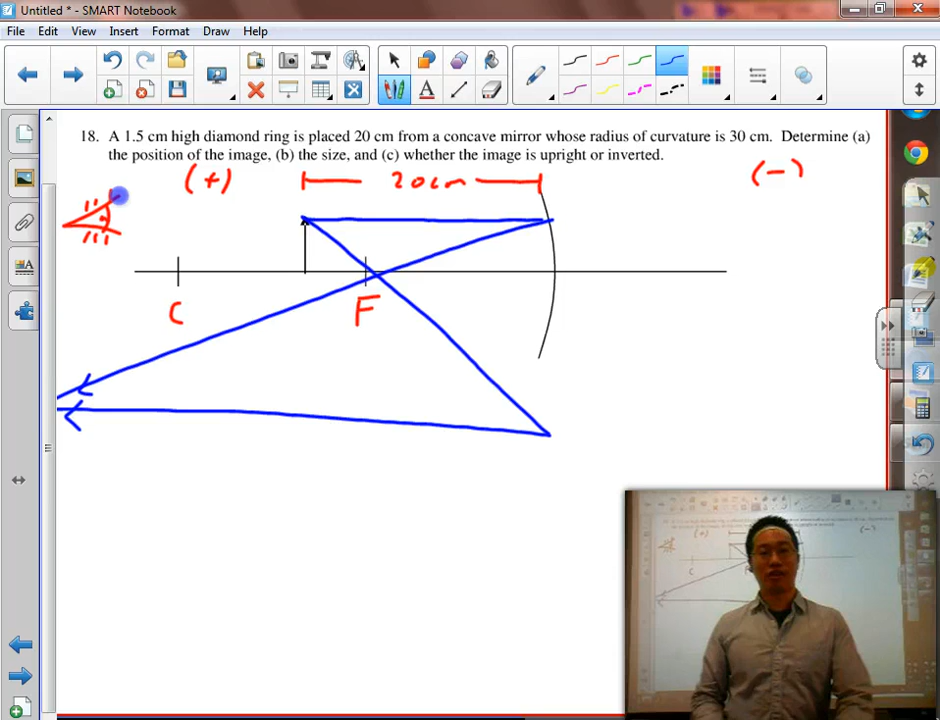 Untitled * - SMART Notebook
File Edit View Insert Format Draw Help
18. A 1.5 cm high diamond ring is placed 20 cm from a concave mirror whose radius of curvature is 30 cm. Determine (a)
the position of the image, (b) the size, and (c) whether the image is upright or inverted.
(+) 20cm (-)
C F